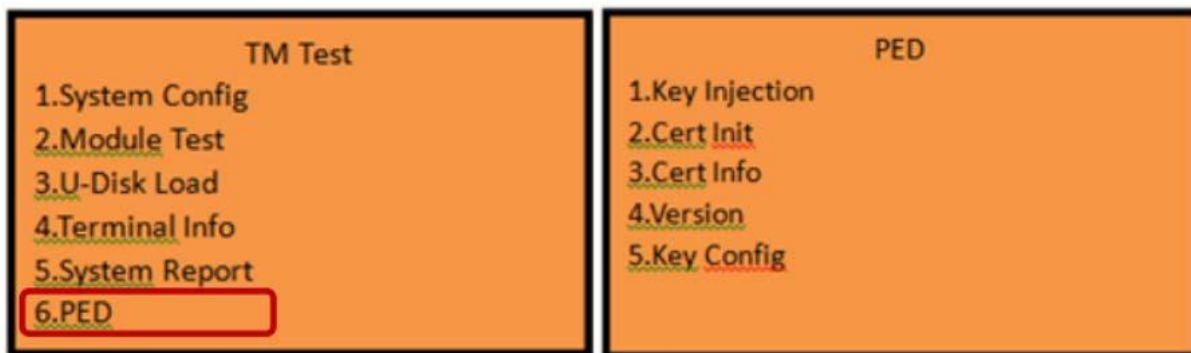 TM Test
1.System Config
2.Module Test
3.U-Disk Load
4.Terminal Info
5.System Report
6.PED
PED
1.Key Injection
2.Cert Init
3.Cert Info
4.Version
5.Key Config